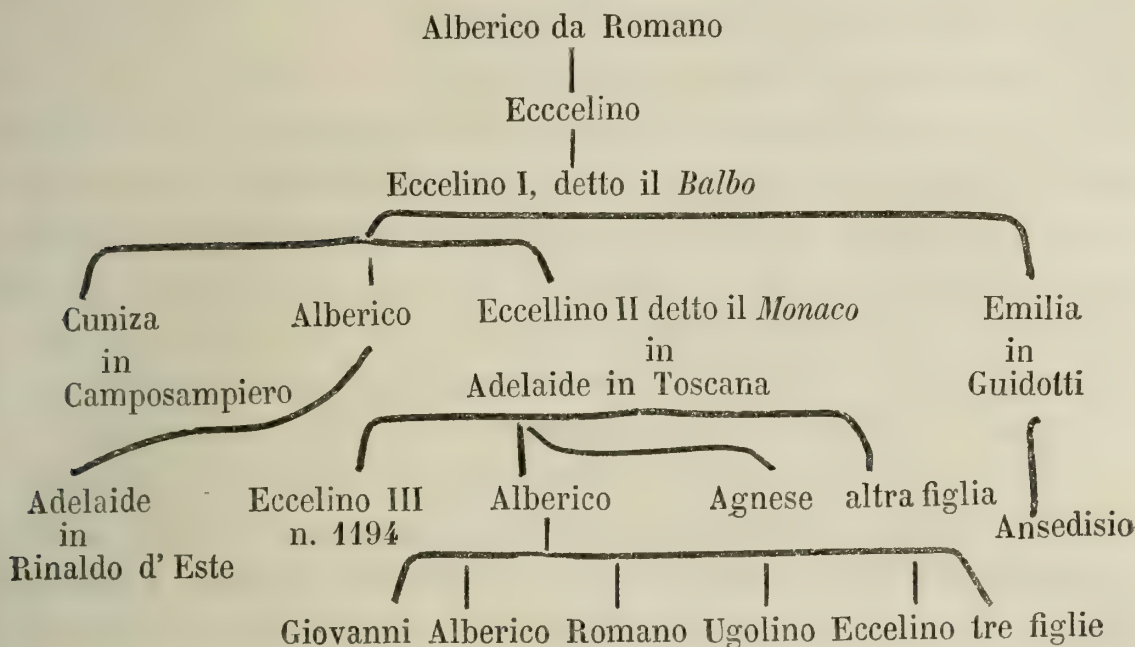 Alberico da Romano
Ecccelino
Eccelino I, detto il Balbo
Cuniza Alberico Eccellino II detto il Monaco Emilia
in in in
Camposampiero Adelaide in Toscana Guidotti
Adelaide Eccelino III Alberico Agnese altra figlia Ansedisio
in n. 1194
Rinaldo d' Este
Giovanni Alberico Romano Ugolino Eccelino tre figlie